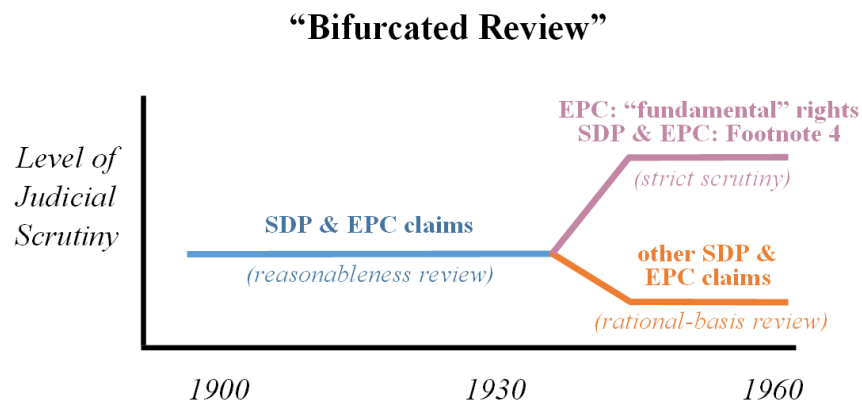 “Bifurcated Review”
Level of
Judicial
Scrutiny
EPC: “fundamental” rights
SDP & EPC: Footnote 4
(strict scrutiny)
SDP & EPC claims
(reasonableness review)
other SDP &
EPC claims
(rational-basis review)
1900 1930 1960